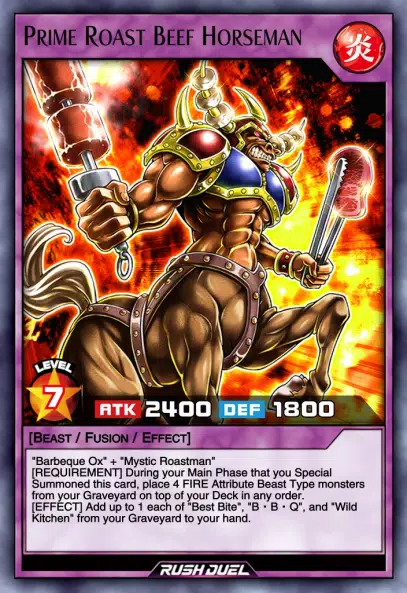 Prime Roast Beef Horseman
炎
LEVEL
7
ATK 2400 DEF 1800
[Beast / Fusion / Effect]
"Barbeque Ox" + "Mystic Roastman"
[REQUIREMENT] During your Main Phase that you Special
Summoned this card, place 4 FIRE Attribute Beast Type monsters
from your Graveyard on top of your Deck in any order.
[EFFECT] Add up to 1 each of "Best Bite", "B・B・Q", and "Wild
Kitchen" from your Graveyard to your hand.
RUSH DUEL